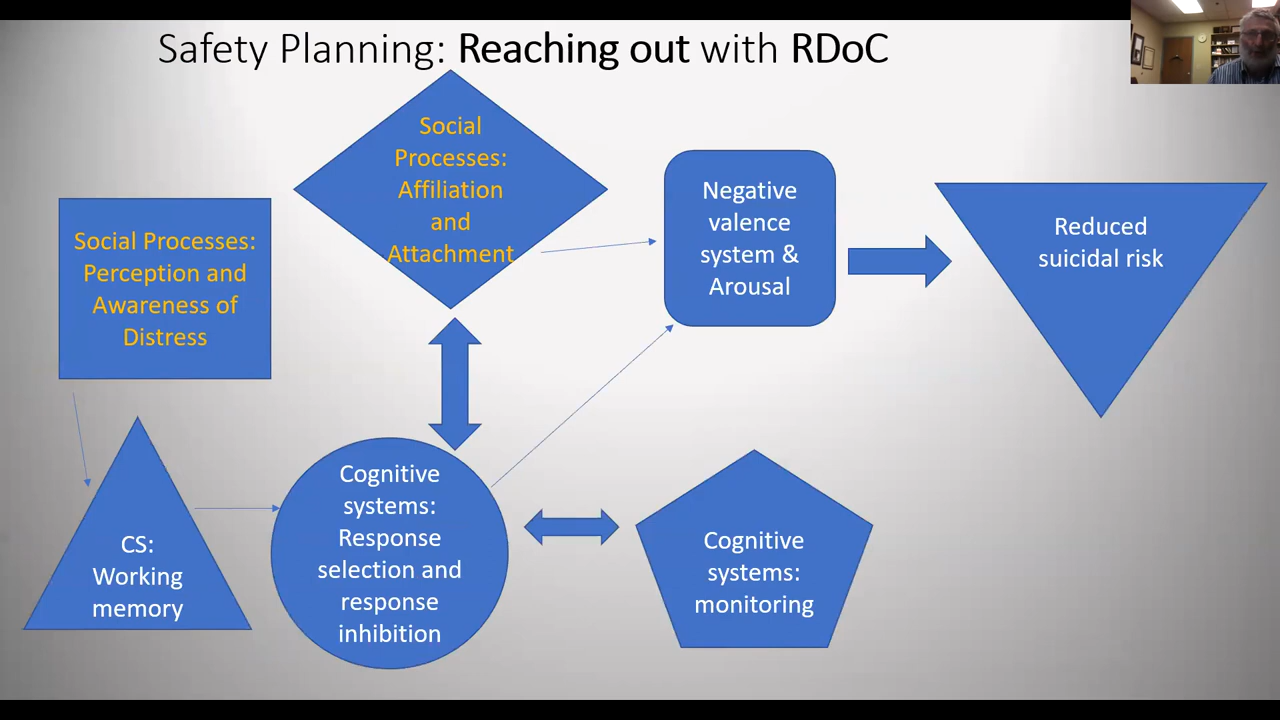 Safety Planning: Reaching out with RDoC
Social
Processes:
Affiliation
and
Attachment
Social Processes:
Perception and
Awareness of
Distress
Negative
valence
system &
Arousal
Reduced
suicidal risk
CS:
Working
memory
Cognitive
systems:
Response
selection and
response
inhibition
Cognitive
systems:
monitoring